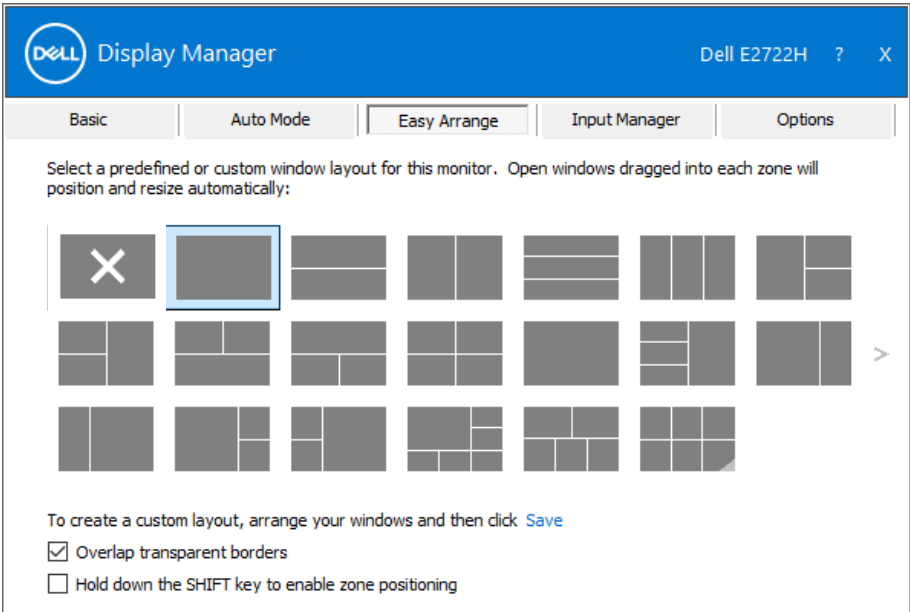 DELL Display Manager Dell E2722H ? X
Basic Auto Mode Easy Arrange Input Manager Options
Select a predefined or custom window layout for this monitor. Open windows dragged into each zone will
position and resize automatically:
>
To create a custom layout, arrange your windows and then click Save
Overlap transparent borders
Hold down the SHIFT key to enable zone positioning